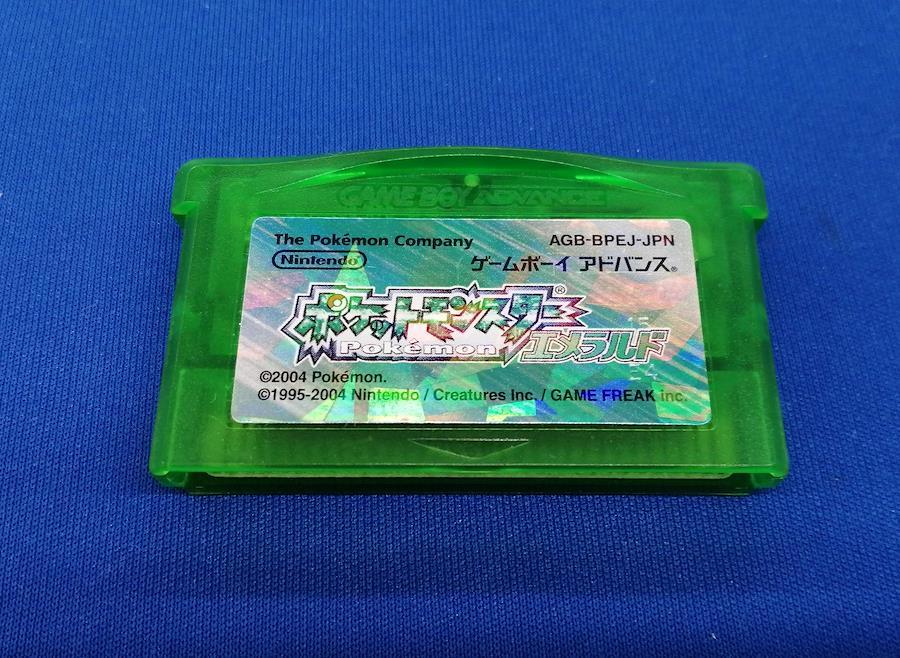 GAME BOY ADVANCE
The Pokémon Company AGB-BPEJ-JPN
Nintendo® ゲームボーイ アドバンス®
ポケットモンスター®
Pokémon エメラルド
©2004 Pokémon.
©1995-2004 Nintendo / Creatures Inc. / GAME FREAK inc.